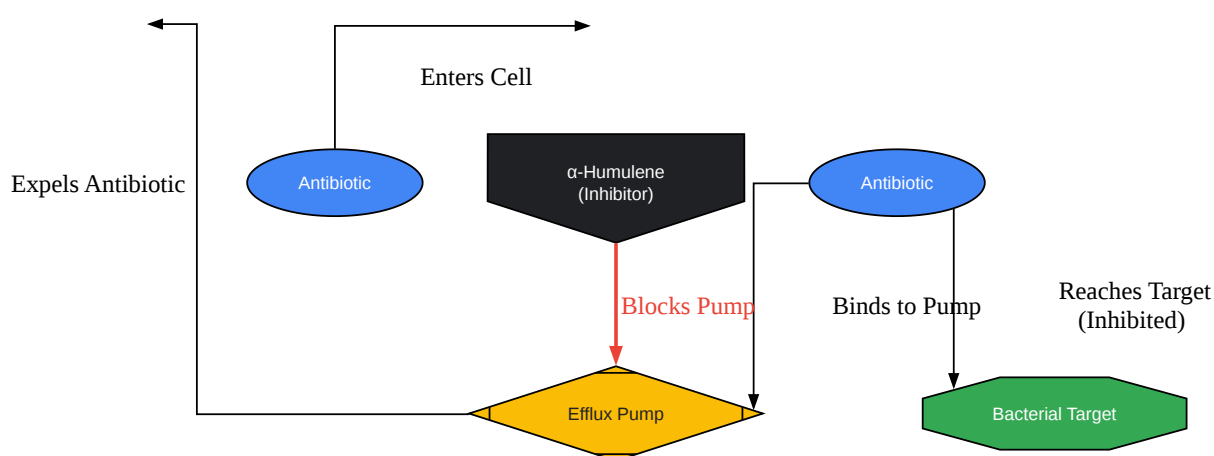 Enters Cell
Expels Antibiotic
Antibiotic
α-Humulene
(Inhibitor)
Antibiotic
Blocks Pump
Binds to Pump
Reaches Target
(Inhibited)
Efflux Pump
Bacterial Target